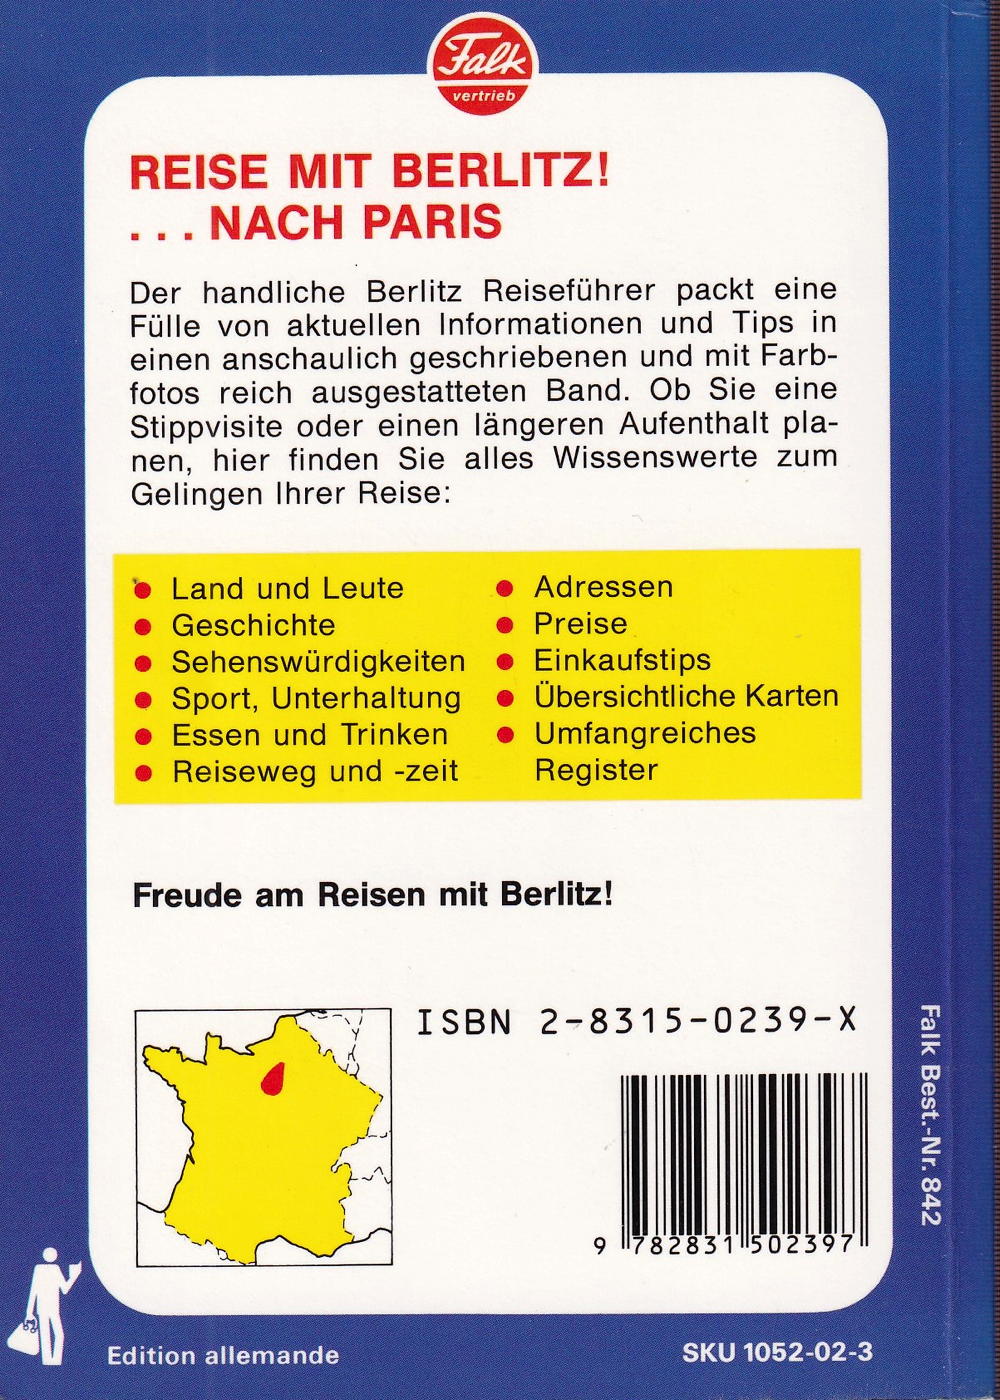 Falk
vertrieb
REISE MIT BERLITZ!
. . . NACH PARIS
Der handliche Berlitz Reiseführer packt eine
Fülle von aktuellen Informationen und Tips in
einen anschaulich geschriebenen und mit Farb-
fotos reich ausgestatteten Band. Ob Sie eine
Stippvisite oder einen längeren Aufenthalt pla-
nen, hier finden Sie alles Wissenswerte zum
Gelingen Ihrer Reise:
● Land und Leute
● Geschichte
● Sehenswürdigkeiten
● Sport, Unterhaltung
● Essen und Trinken
● Reiseweg und -zeit
● Adressen
● Preise
● Einkaufstips
● Übersichtliche Karten
● Umfangreiches
Register
Freude am Reisen mit Berlitz!
ISBN 2-8315-0239-X
9 782831 502397
Falk Best.-Nr. 842
Edition allemande
SKU 1052-02-3